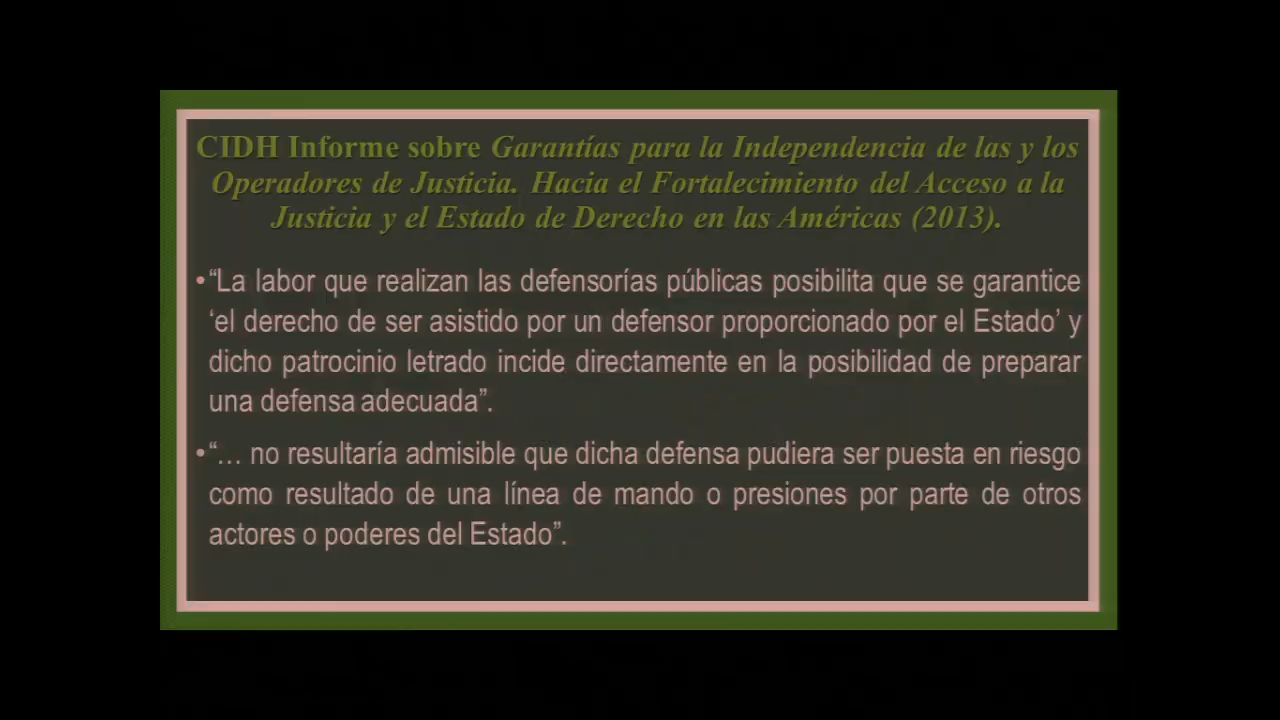 CIDH Informe sobre Garantías para la Independencia de las y los
Operadores de Justicia. Hacia el Fortalecimiento del Acceso a la
Justicia y el Estado de Derecho en las Américas (2013).
•“La labor que realizan las defensorías públicas posibilita que se garantice
‘el derecho de ser asistido por un defensor proporcionado por el Estado’ y
dicho patrocinio letrado incide directamente en la posibilidad de preparar
una defensa adecuada”.
•“… no resultaría admisible que dicha defensa pudiera ser puesta en riesgo
como resultado de una línea de mando o presiones por parte de otros
actores o poderes del Estado”.